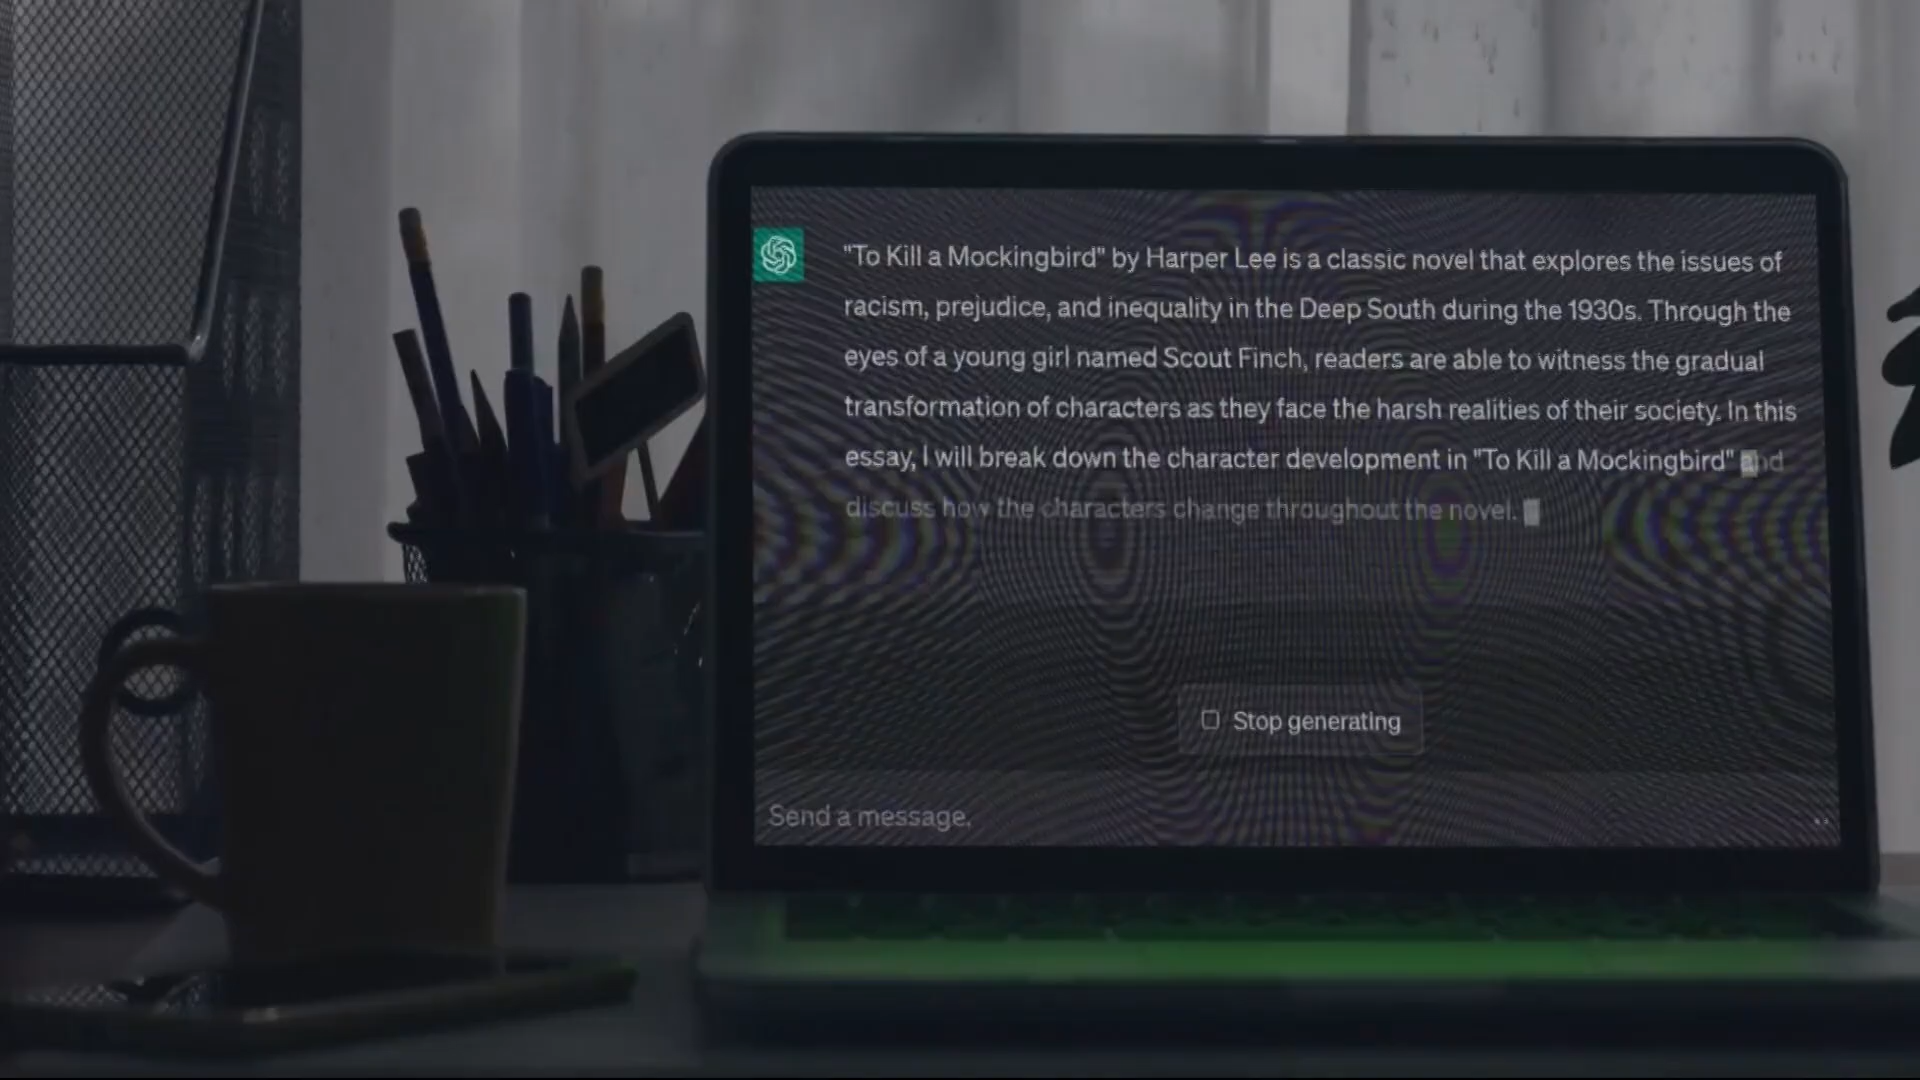 "To Kill a Mockingbird" by Harper Lee is a classic novel that explores the issues of
racism, prejudice, and inequality in the Deep South during the 1930s. Through the
eyes of a young girl named Scout Finch, readers are able to witness the gradual
transformation of characters as they face the harsh realities of their society. In this
essay, I will break down the character development in "To Kill a Mockingbird" and
discuss how the characters change throughout the novel.
Stop generating
Send a message.